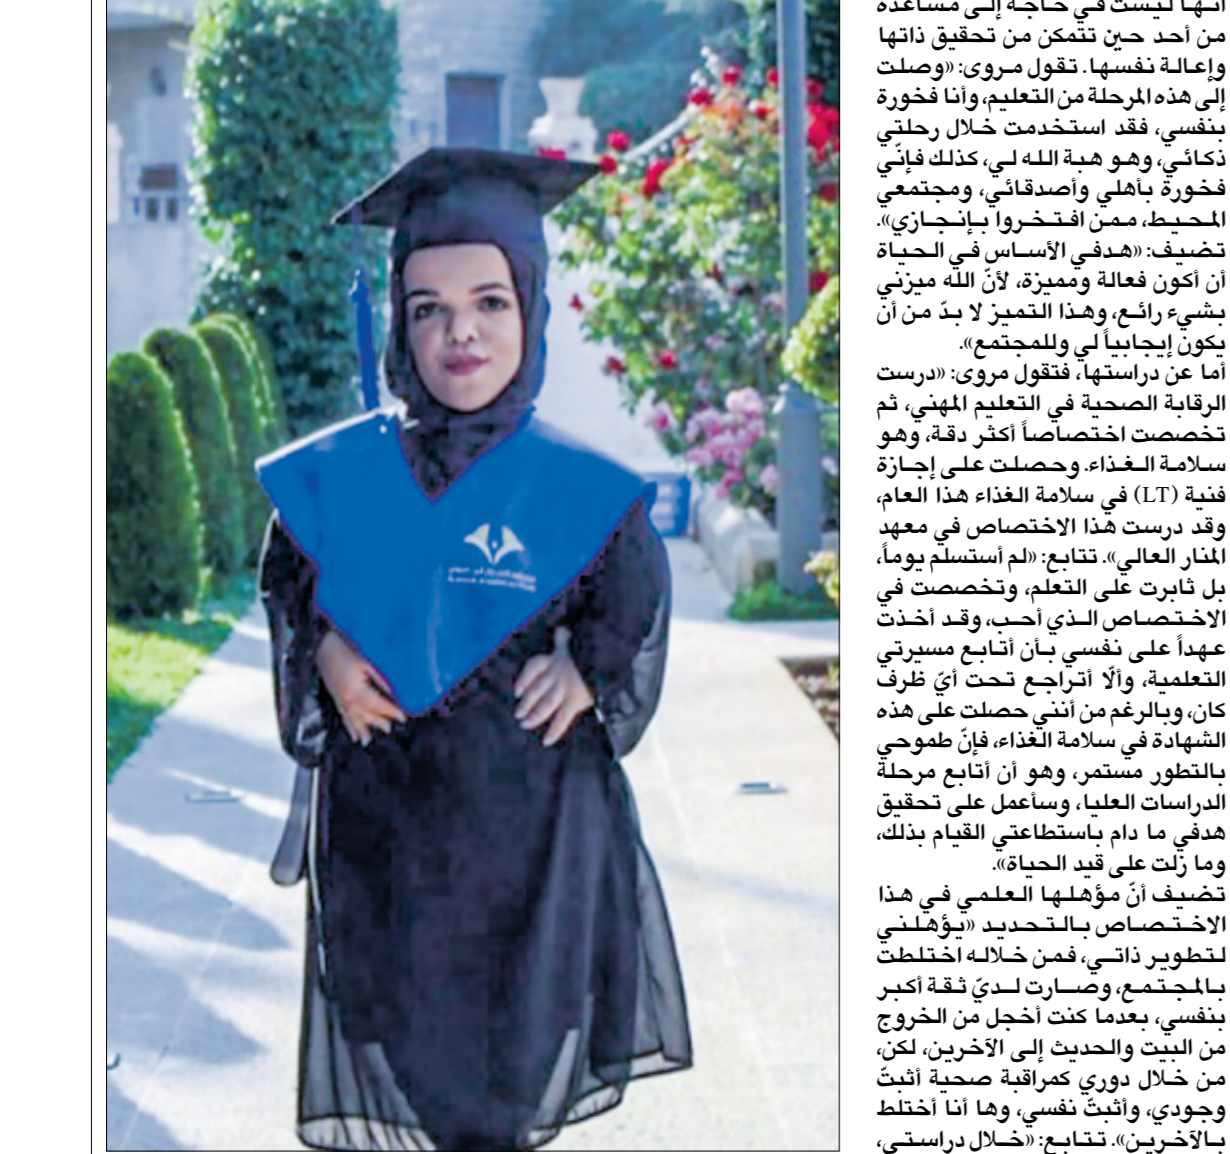 أنـهـا لـيـسـت فـي حـاجـة إلـى مساعدة
من أحد حين تتمكن من تحقيق ذاتها
وإعالة نفسها. تقول مروى: «وصلت
إلى هذه المرحلة من التعليم، وأنا فخورة
بنفسي، فقد استخدمت خلال رحلتي
ذكائي، وهو هبة الله لي، كذلك فإنّني
فخورة بأهلي وأصدقائي، ومجتمعي
المحيط، ممن افتخروا بإنجازي».
تضيف: «هدفي الأساس في الحياة
أن أكون فعالة ومميزة، لأنّ الله ميزني
بشيء رائع، وهذا التميز لا بدّ من أن
يكون إيجابياً لي وللمجتمع».
أما عن دراستها، فتقول مروى: «درست
الرقابة الصحية في التعليم المهني، ثم
تخصصت اختصاصاً أكثر دقة، وهو
سلامة الغذاء. وحصلت على إجازة
فنية (LT) في سلامة الغذاء هذا العام،
وقد درست هذا الاختصاص في معهد
المنار العالي». تتابع: «لم أستسلم يوماً،
بل ثابرت على التعلم، وتخصصت في
الاختصاص الذي أحب، وقد أخذت
عهداً على نفسي بأن أتابع مسيرتي
التعلمية، وألّا أتراجع تحت أيّ ظرف
كان، وبالرغم من أنني حصلت على هذه
الشهادة في سلامة الغذاء، فإنّ طموحي
بالتطور مستمر، وهو أن أتابع مرحلة
الدراسات العليا، وسأعمل على تحقيق
هدفي ما دام باستطاعتي القيام بذلك،
وما زلت على قيد الحياة».
تضيف أنّ مؤهلها العلمي في هذا
الاختصاص بالتحديد «يؤهلني
لتطوير ذاتي، فمن خلاله اختلطت
بالمجتمع، وصارت لديّ ثقة أكبر
بنفسي، بعدما كنت أخجل من الخروج
من البيت والحديث إلى الآخرين، لكن،
من خلال دوري كمراقبة صحية أثبتّ
وجودي، وأثبتّ نفسي، وها أنا أختلط
بالآخرين». تتابع: «خلال دراستي،